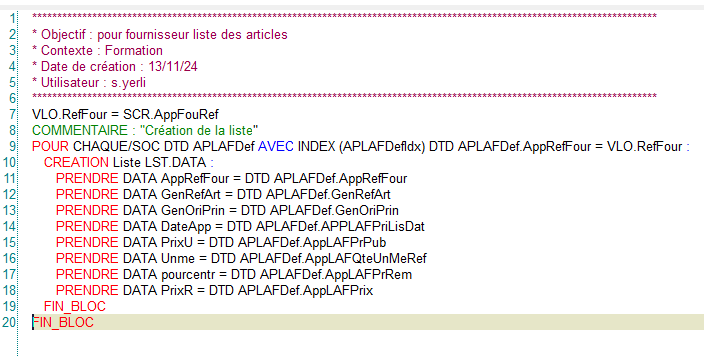 1 ****************************************************************************************************************************
2 * Objectif : pour fournisseur liste des articles
3 * Contexte : Formation
4 * Date de création : 13/11/24
5 * Utilisateur : s.yerli
6 ****************************************************************************************************************************
7 VLO.RefFour = SCR.AppFouRef
8 COMMENTAIRE : "Création de la liste"
9 POUR CHAQUE/SOC DTD APLAFDef AVEC INDEX (APLAFDefIdx) DTD APLAFDef.AppRefFour = VLO.RefFour :
10 CREATION Liste LST.DATA :
11 PRENDRE DATA AppRefFour = DTD APLAFDef.AppRefFour
12 PRENDRE DATA GenRefArt = DTD APLAFDef.GenRefArt
13 PRENDRE DATA GenOriPrin = DTD APLAFDef.GenOriPrin
14 PRENDRE DATA DateApp = DTD APLAFDef.APPLAFPriLisDat
15 PRENDRE DATA PrixU = DTD APLAFDef.AppLAFPrPub
16 PRENDRE DATA Unme = DTD APLAFDef.AppLAFQteUnMeRef
17 PRENDRE DATA pourcentr = DTD APLAFDef.AppLAFPrRem
18 PRENDRE DATA PrixR = DTD APLAFDef.AppLAFPrix
19 FIN_BLOC
20 FIN_BLOC